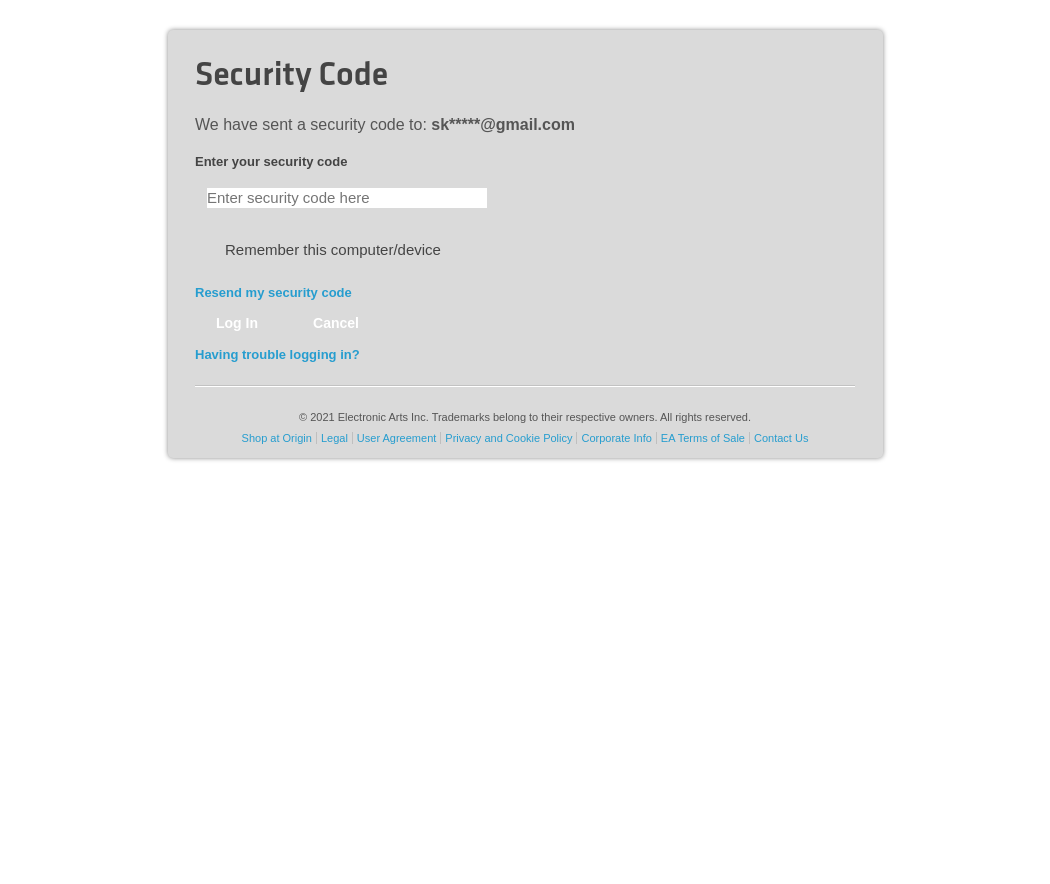 Security Code
We have sent a security code to: sk*****@gmail.com
Enter your security code
Enter security code here
Remember this computer/device
Resend my security code
Log In Cancel
Having trouble logging in?
© 2021 Electronic Arts Inc. Trademarks belong to their respective owners. All rights reserved.
Shop at Origin Legal User Agreement Privacy and Cookie Policy Corporate Info EA Terms of Sale Contact Us